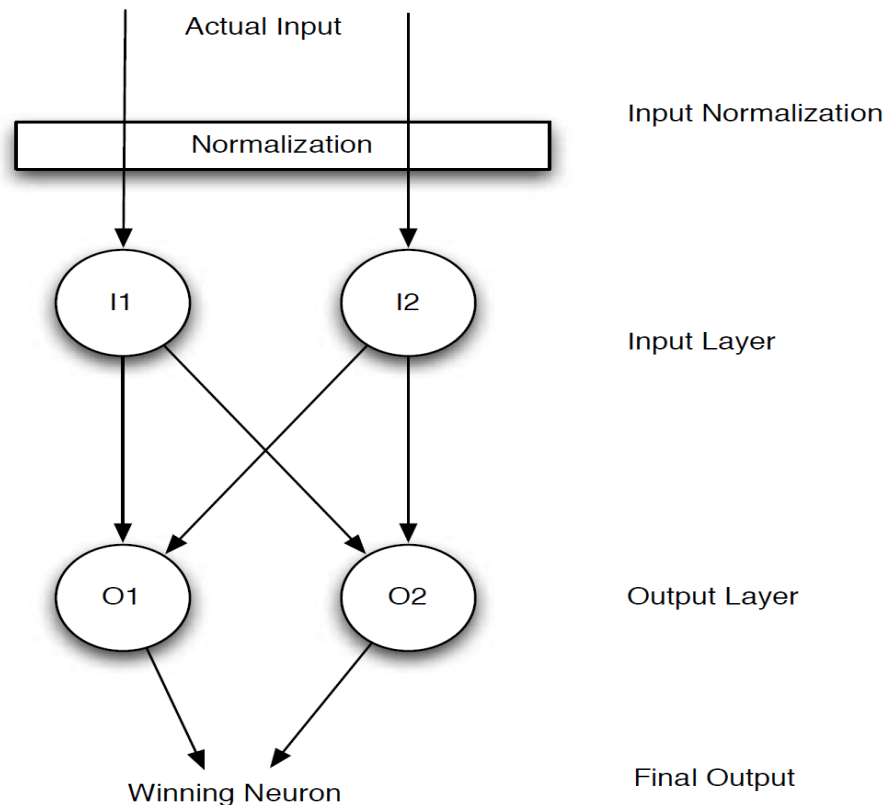 Actual Input
Input Normalization
Normalization
I1
I2
Input Layer
O1
O2
Output Layer
Winning Neuron
Final Output